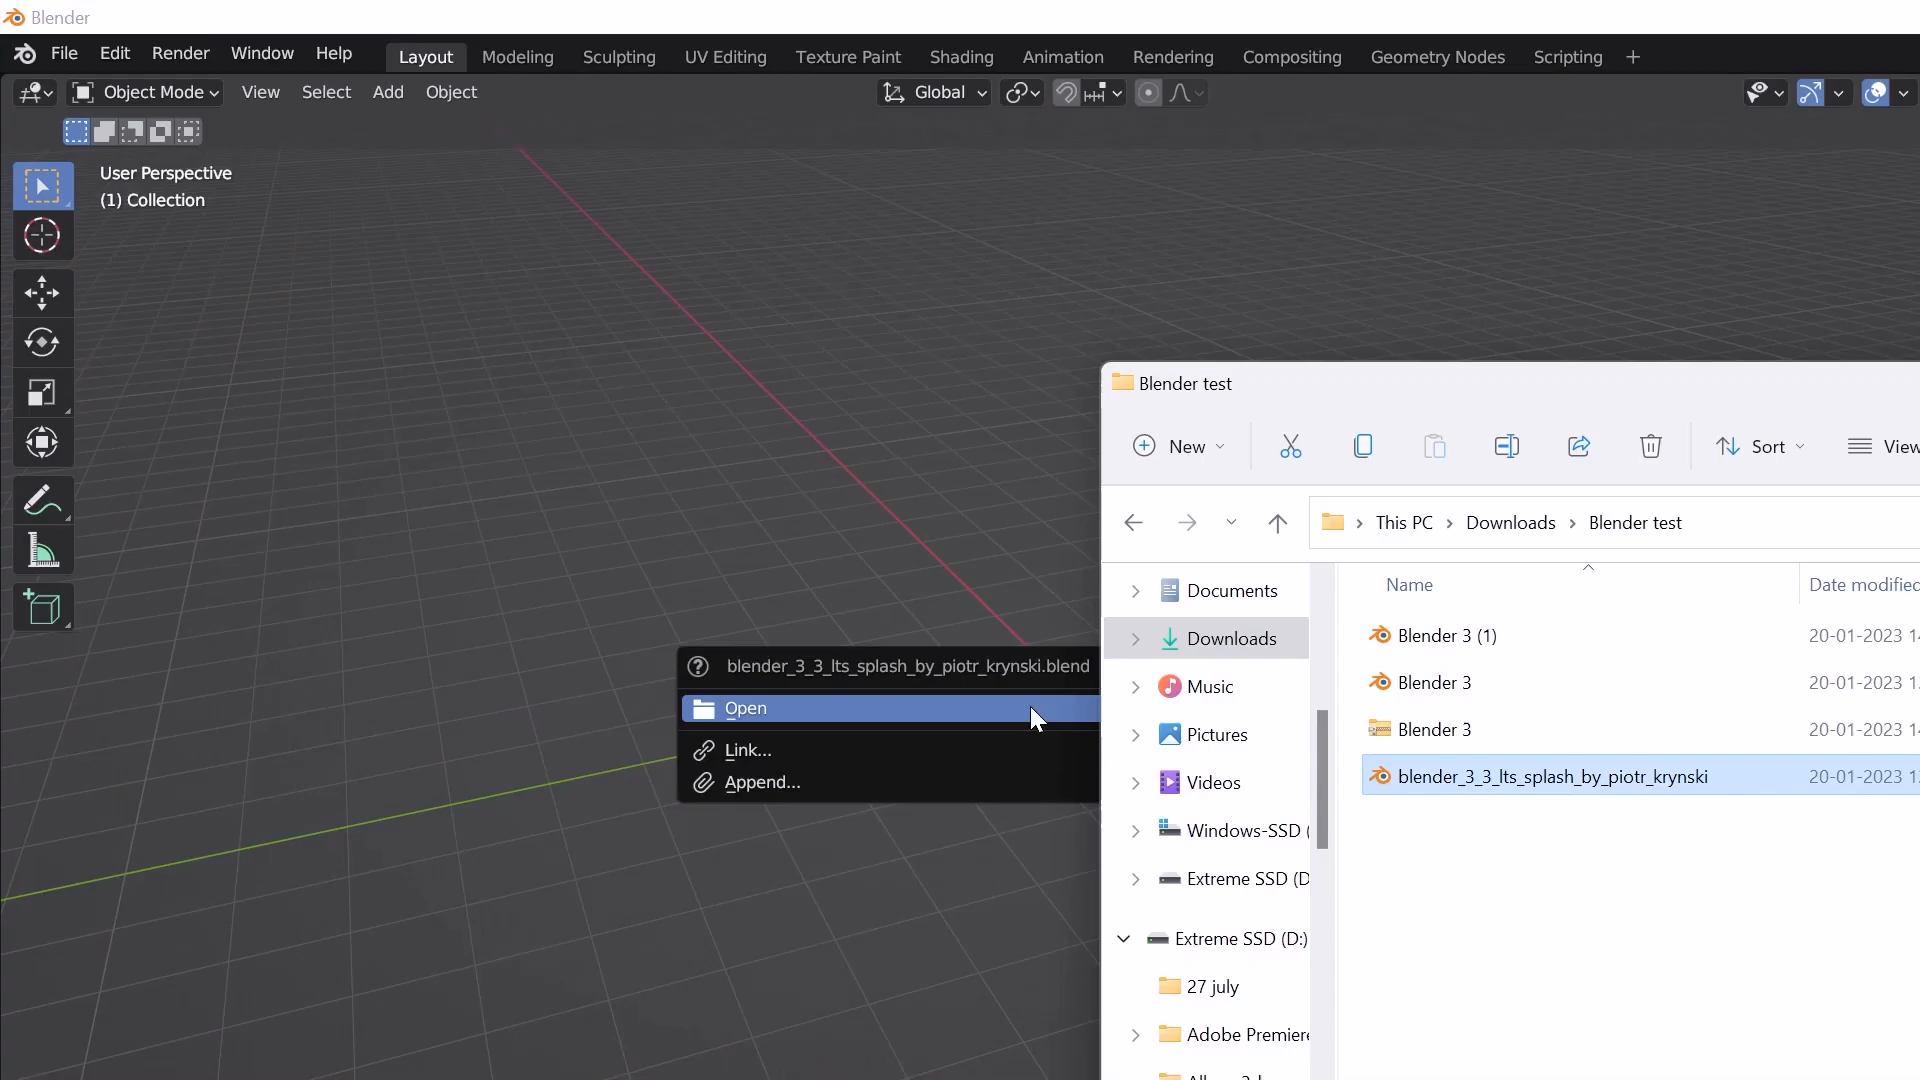 Blender
File Edit Render Window Help Layout Modeling Sculpting UV Editing Texture Paint Shading Animation Rendering Compositing Geometry Nodes Scripting +
Object Mode View Select Add Object Global
User Perspective
(1) Collection
blender_3_3_lts_splash_by_piotr_krynski.blend
Open
Link...
Append...
Blender test
New Sort View
This PC > Downloads > Blender test
Name Date modified
Documents
Downloads
Music
Pictures
Videos
Windows-SSD (
Extreme SSD (D
Extreme SSD (D:)
27 july
Adobe Premiere
Blender 3 (1) 20-01-2023 1
Blender 3 20-01-2023 1
Blender 3 20-01-2023 1
blender_3_3_lts_splash_by_piotr_krynski 20-01-2023 1